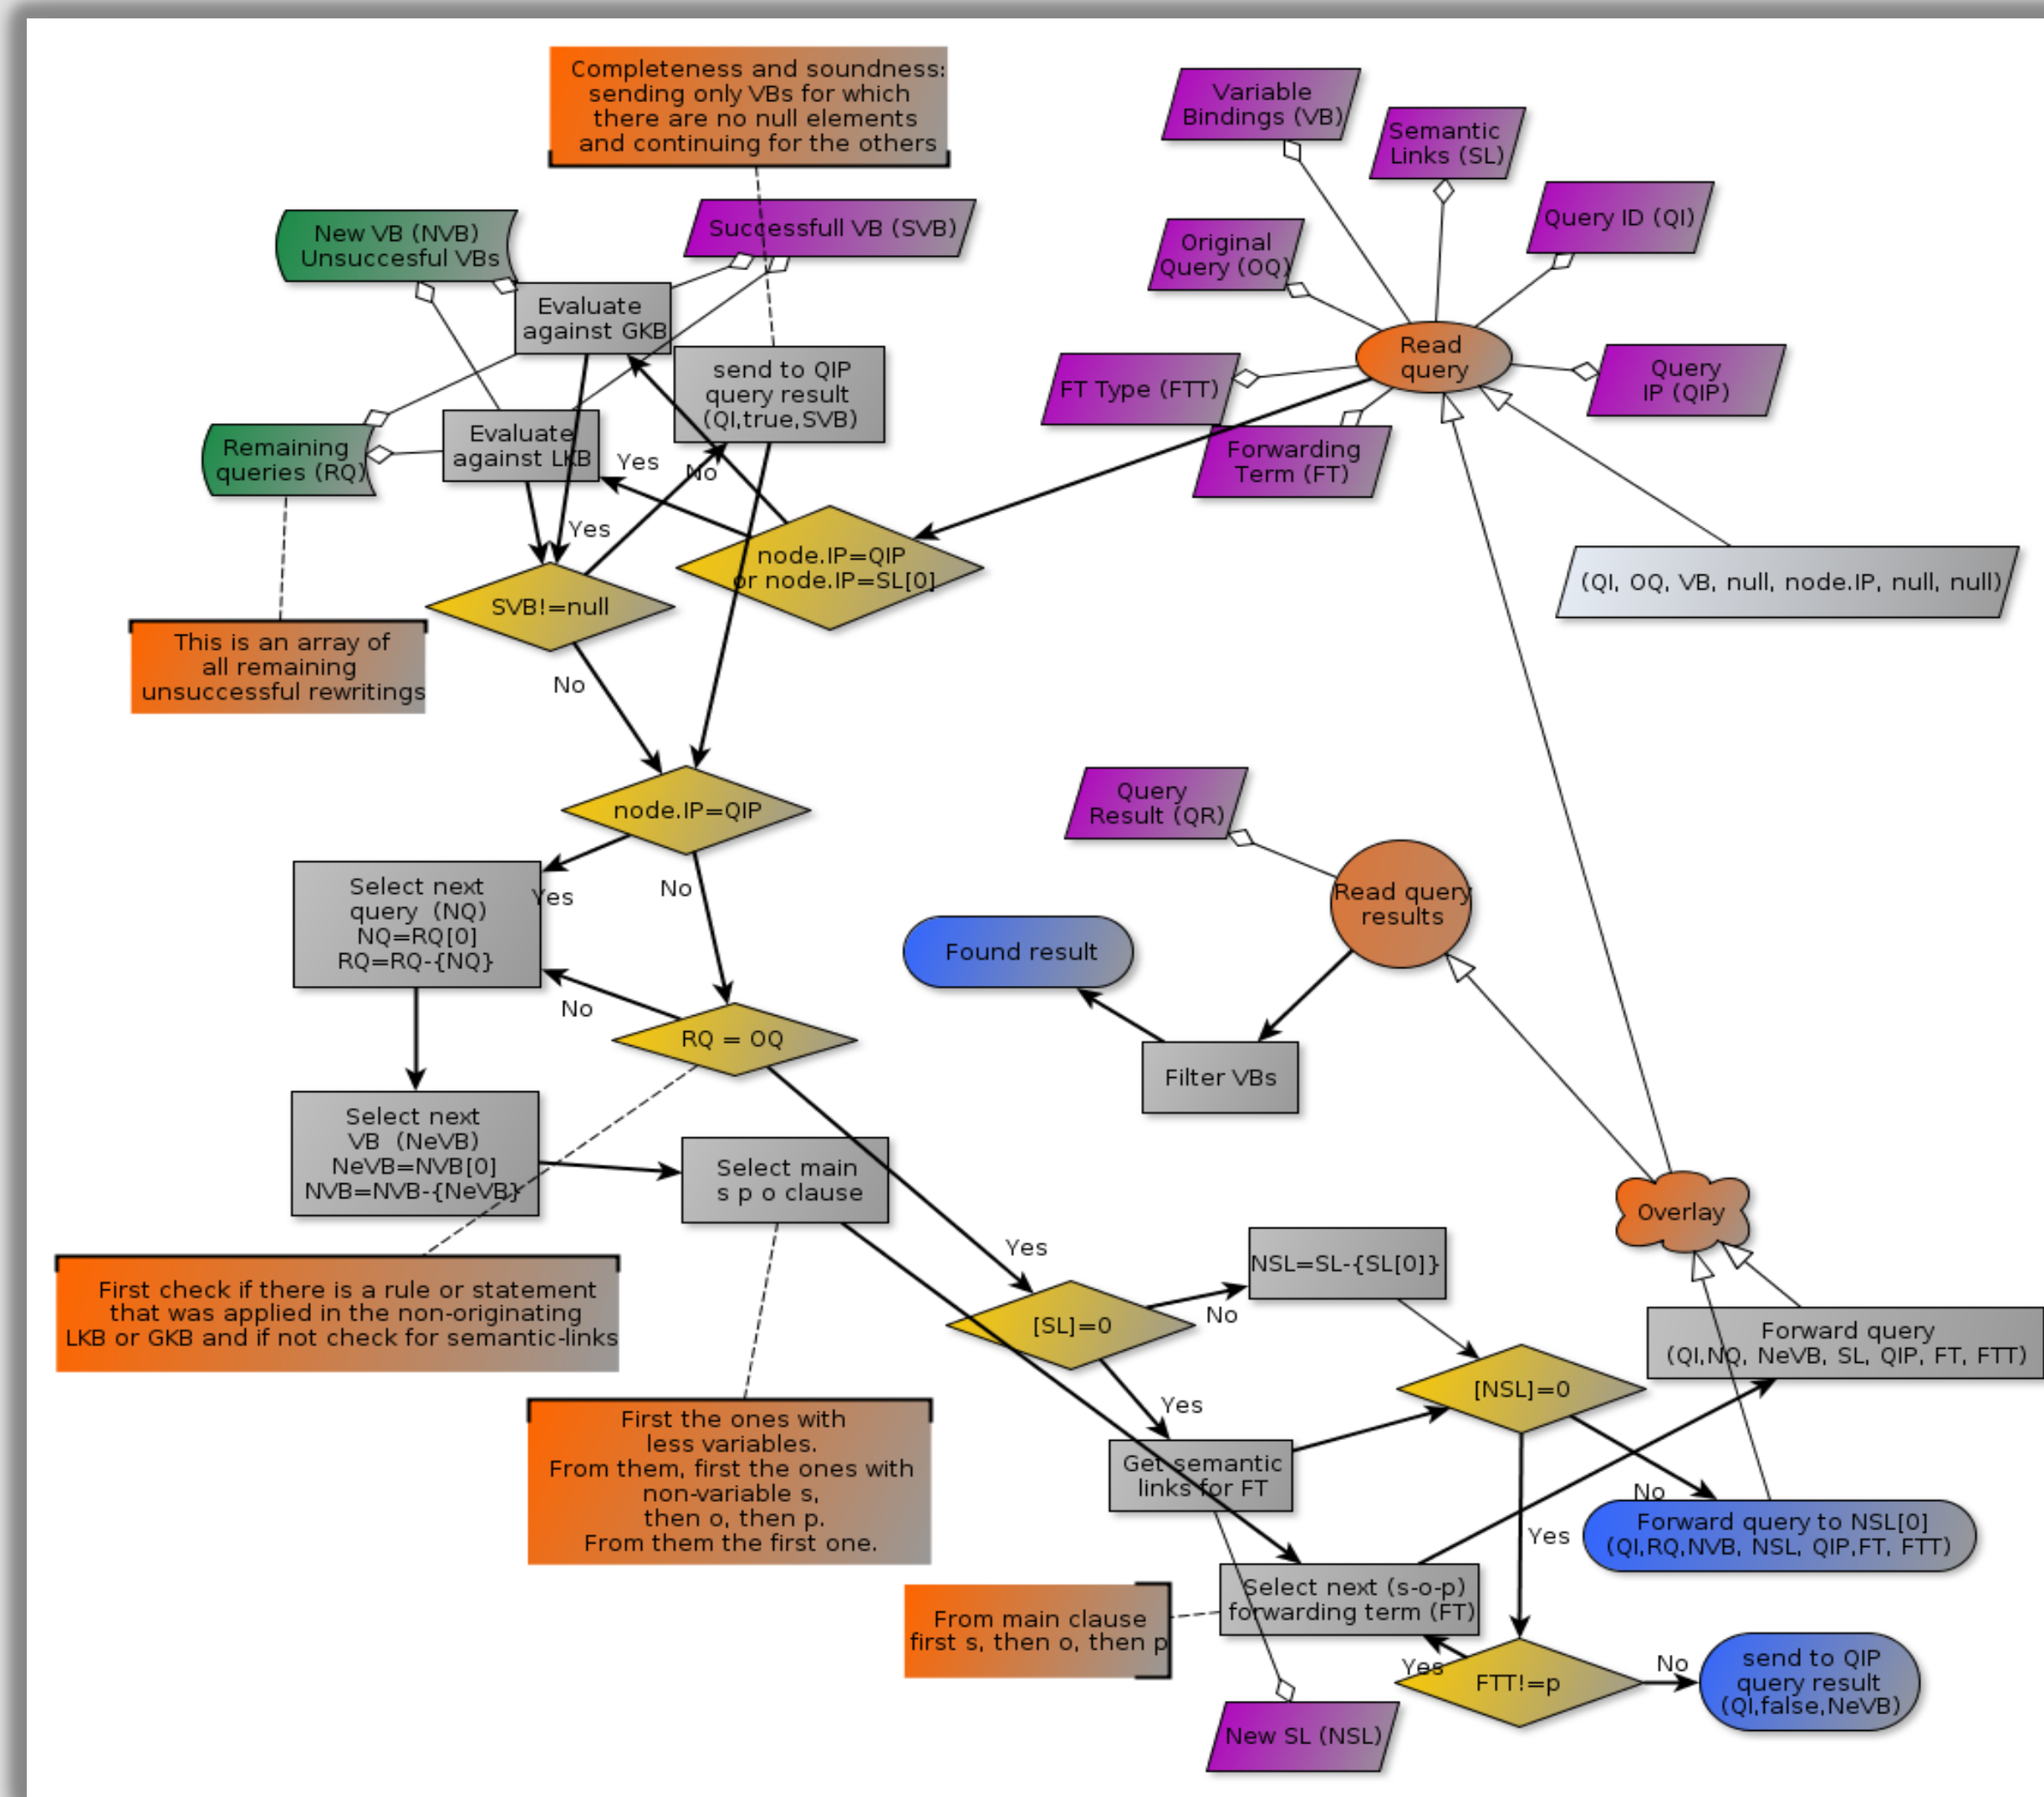 Completeness and soundness:
sending only VBs for which
there are no null elements
and continuing for the others
Variable
Bindings (VB)
Semantic
Links (SL)
Query ID (QI)
Original
Query (OQ)
New VB (NVB)
Unsuccesful VBs
Successfull VB (SVB)
Evaluate
against GKB
send to QIP
query result
(QI,true,SVB)
Read
query
FT Type (FTT)
Query
IP (QIP)
Forwarding
Term (FT)
Remaining
queries (RQ)
Evaluate
against LKB
Yes
No
Yes
node.IP=QIP
or node.IP=SL[0]
(QI, OQ, VB, null, node.IP, null, null)
SVB!=null
This is an array of
all remaining
unsuccessful rewritings
No
node.IP=QIP
Query
Result (QR)
Yes
No
Select next
query (NQ)
NQ=RQ[0]
RQ=RQ-{NQ}
Read query
results
Found result
No
RQ = OQ
Filter VBs
Select next
VB (NeVB)
NeVB=NVB[0]
NVB=NVB-{NeVB}
Select main
s p o clause
Overlay
Yes
NSL=SL-{SL[0]}
First check if there is a rule or statement
that was applied in the non-originating
LKB or GKB and if not check for semantic-links
[SL]=0
No
Forward query
(QI,NQ, NeVB, SL, QIP, FT, FTT)
[NSL]=0
Yes
First the ones with
less variables.
From them, first the ones with
non-variable s,
then o, then p.
From them the first one.
Get semantic
links for FT
No
Forward query to NSL[0]
(QI,RQ,NVB, NSL, QIP,FT, FTT)
Yes
Select next (s-o-p)
forwarding term (FT)
From main clause
first s, then o, then p
Yes
FTT!=p
No
send to QIP
query result
(QI,false,NeVB)
New SL (NSL)